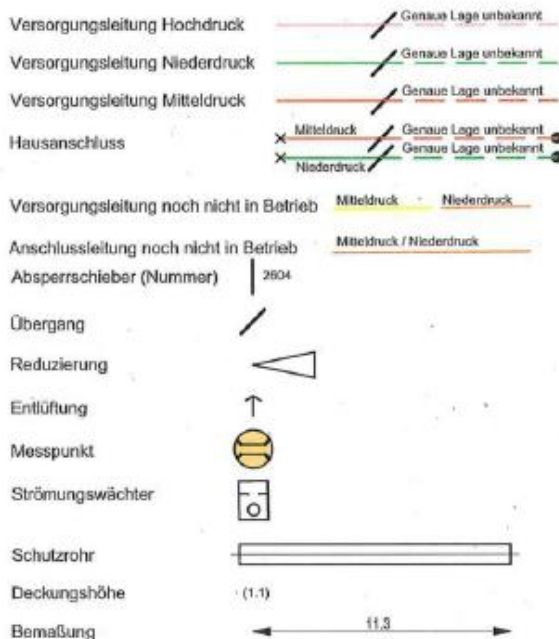 Versorgungsleitung Hochdruck Genaue Lage unbekannt
Versorgungsleitung Niederdruck Genaue Lage unbekannt
Versorgungsleitung Mitteldruck Genaue Lage unbekannt
Hausanschluss Mitteldruck Genaue Lage unbekannt
Niederdruck Genaue Lage unbekannt
Versorgungsleitung noch nicht in Betrieb Mitteldruck Niederdruck
Anschlussleitung noch nicht in Betrieb Mitteldruck / Niederdruck
Absperrschieber (Nummer) 2604
Übergang
Reduzierung
Entlüftung
Messpunkt
Strömungswächter
Schutzrohr
Deckungshöhe (1.1)
Bemaßung 11.3